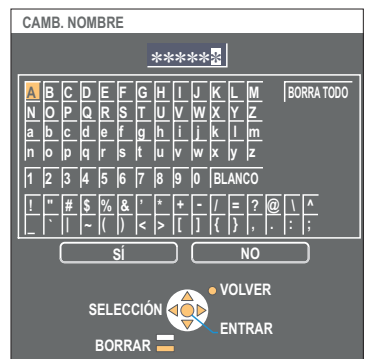 CAMB. NOMBRE
******
A B C D E F G H I J K L M BORRA TODO
N O P Q R S T U V W X Y Z
a b c d e f g h i j k l m
n o p q r s t u v w x y z
1 2 3 4 5 6 7 8 9 0 BLANCO
! " # $ % & ' * + - / = ? @ \ ^
_ ` | ~ ( ) < > [ ] { } , . : ;
SÍ NO
VOLVER
SELECCIÓN
ENTRAR
BORRAR